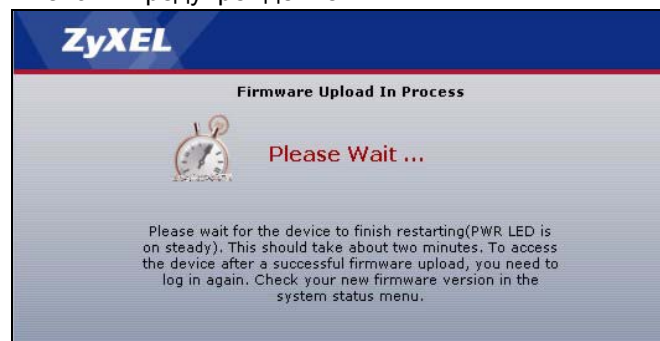 ZyXEL
Firmware Upload In Process
Please Wait ...
Please wait for the device to finish restarting(PWR LED is
on steady). This should take about two minutes. To access
the device after a successful firmware upload, you need to
log in again. Check your new firmware version in the
system status menu.